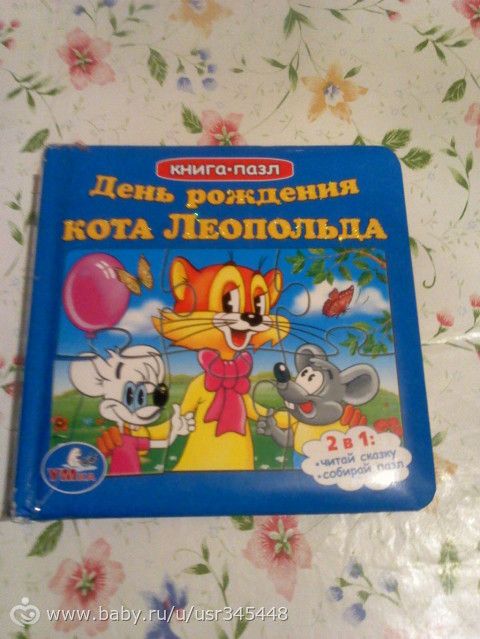 книга-пазл
День рождения
кота Леопольда
2 в 1:
•читай сказку
•собирай пазл
УМка
www.baby.ru/u/usr345448